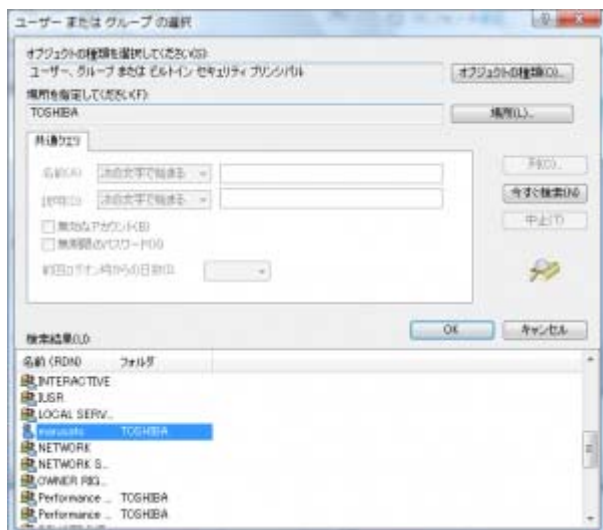 ユーザー または グループ の選択
オブジェクトの種類を選択してください(S):
ユーザー、グループ または ビルトイン セキュリティ プリンシパル
オブジェクトの種類(O)...
場所を指定してください(F):
TOSHIBA
場所(L)...
共通クエリ
名前(A): 次の文字で始まる
説明(D): 次の文字で始まる
無効なアカウント(B)
無期限のパスワード(X)
前回ログオン時からの日数(I):
列(C)...
今すぐ検索(N)
中止(T)
OK
キャンセル
検索結果(U):
名前 (RDN) フォルダ
INTERACTIVE
IUSR
LOCAL SERV...
TOSHIBA
NETWORK
NETWORK S...
OWNER RIG...
Performance ... TOSHIBA
Performance ... TOSHIBA